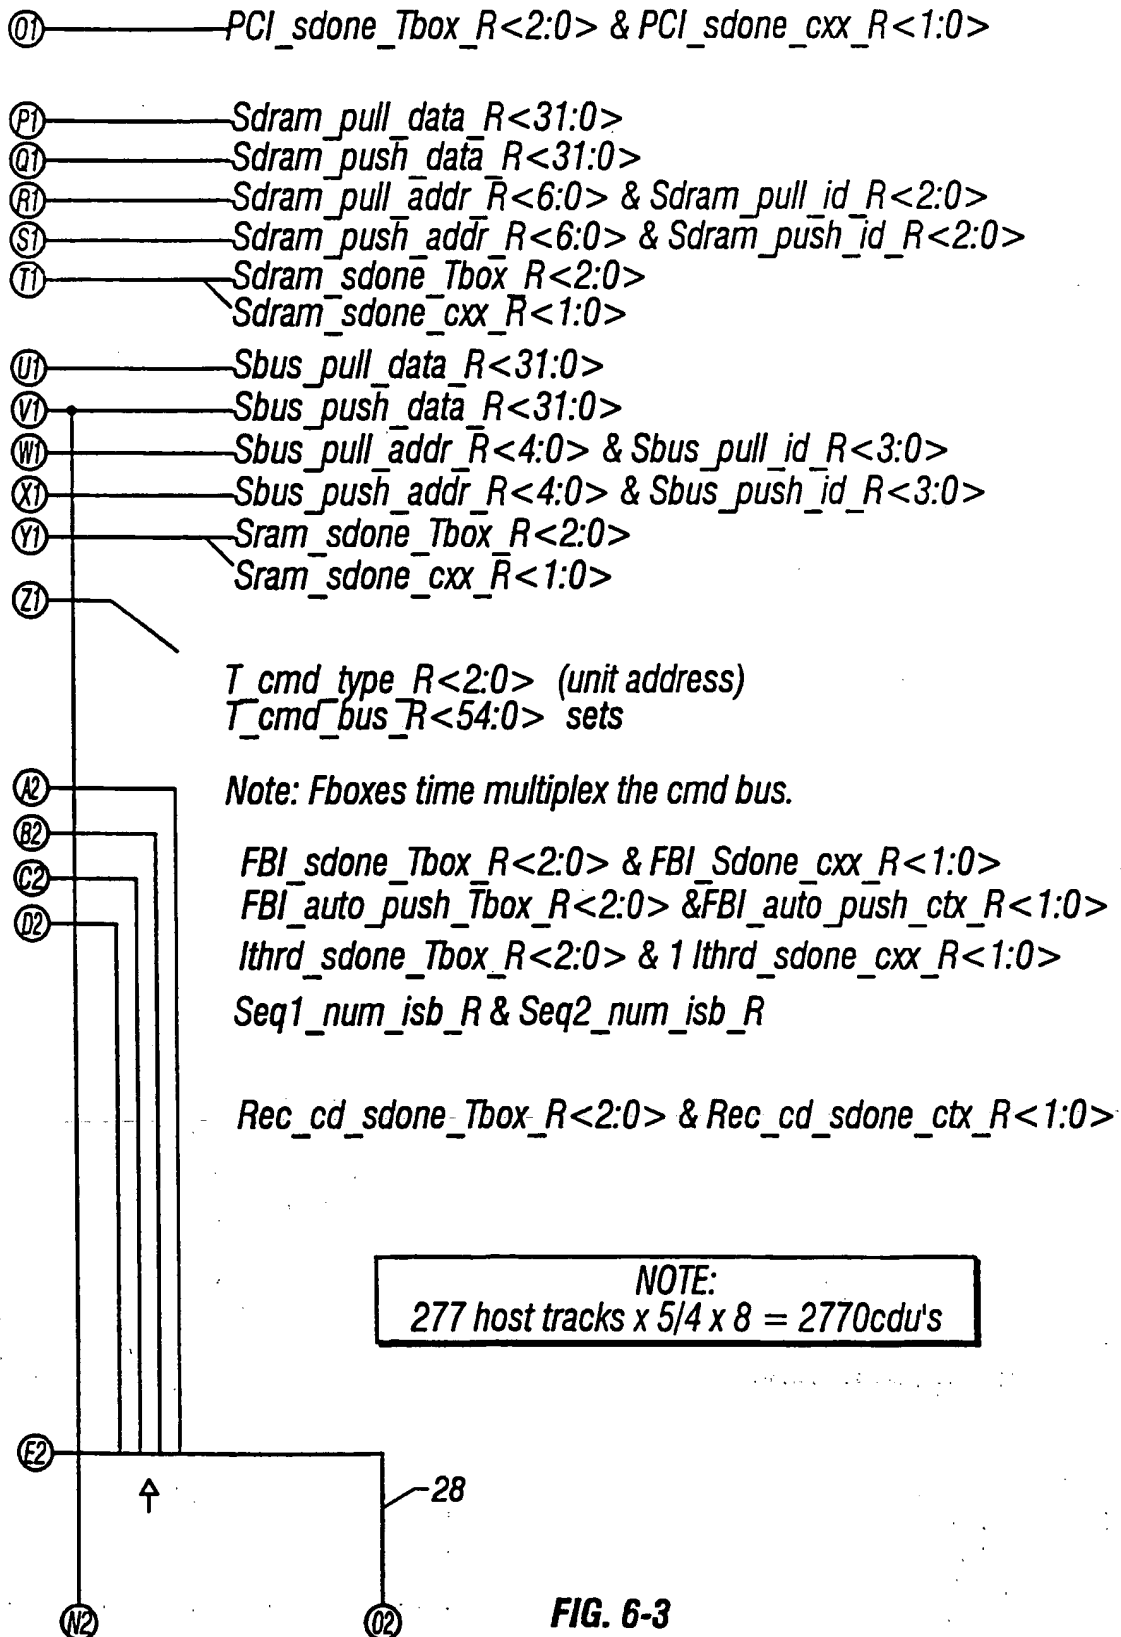 O1 PCI_sdone_Tbox_R<2:0> & PCI_sdone_cxx_R<1:0>
P1 Sdram_pull_data_R<31:0>
Q1 Sdram_push_data_R<31:0>
R1 Sdram_pull_addr_R<6:0> & Sdram_pull_id_R<2:0>
S1 Sdram_push_addr_R<6:0> & Sdram_push_id_R<2:0>
T1 Sdram_sdone_Tbox_R<2:0>
Sdram_sdone_cxx_R<1:0>
U1 Sbus_pull_data_R<31:0>
V1 Sbus_push_data_R<31:0>
W1 Sbus_pull_addr_R<4:0> & Sbus_pull_id_R<3:0>
X1 Sbus_push_addr_R<4:0> & Sbus_push_id_R<3:0>
Y1 Sram_sdone_Tbox_R<2:0>
Sram_sdone_cxx_R<1:0>
Z1
T_cmd_type_R<2:0> (unit address)
T_cmd_bus_R<54:0> sets
A2 Note: Fboxes time multiplex the cmd bus.
B2
FBI_sdone_Tbox_R<2:0> & FBI_Sdone_cxx_R<1:0>
C2
FBI_auto_push_Tbox_R<2:0> &FBI_auto_push_ctx_R<1:0>
D2
Ithrd_sdone_Tbox_R<2:0> & 1 Ithrd_sdone_cxx_R<1:0>
Seq1_num_isb_R & Seq2_num_isb_R
Rec_cd_sdone_Tbox_R<2:0> & Rec_cd_sdone_ctx_R<1:0>
NOTE:
277 host tracks x 5/4 x 8 = 2770cdu's
E2
28
N2
O2
FIG. 6-3